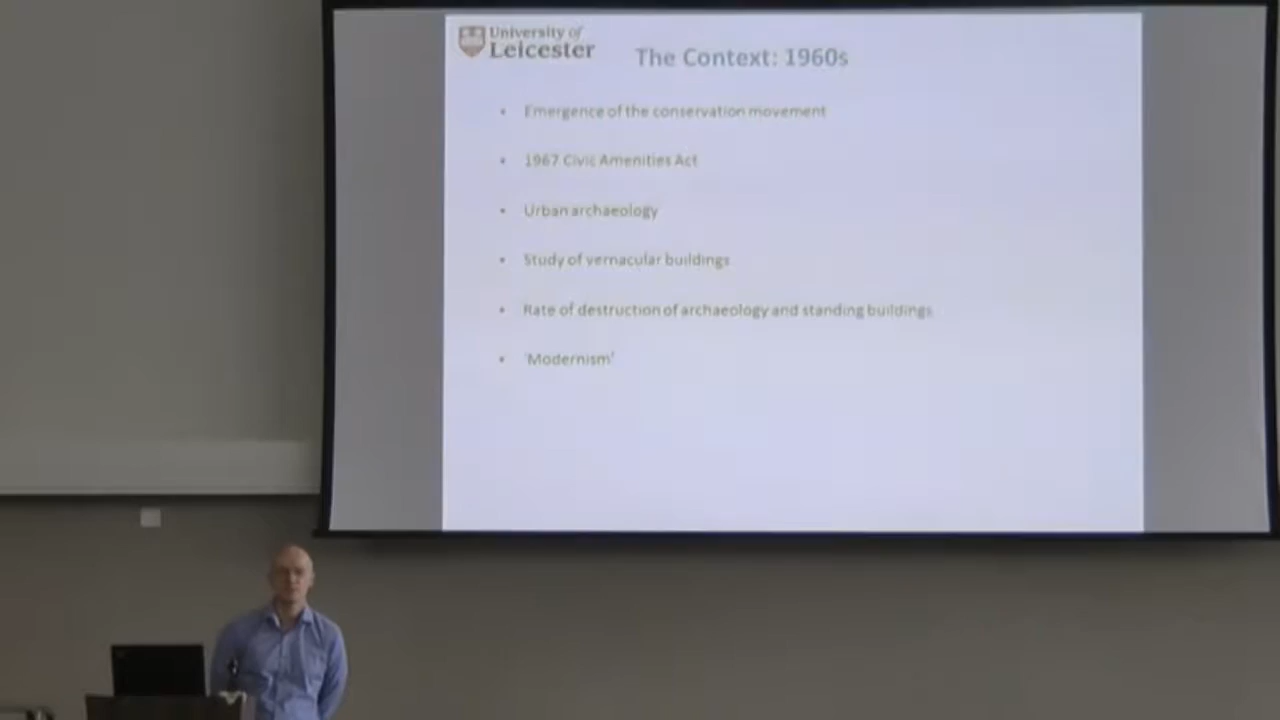 University of
Leicester
The Context: 1960s
• Emergence of the conservation movement
• 1967 Civic Amenities Act
• Urban archaeology
• Study of vernacular buildings
• Rate of destruction of archaeology and standing buildings
• 'Modernism'